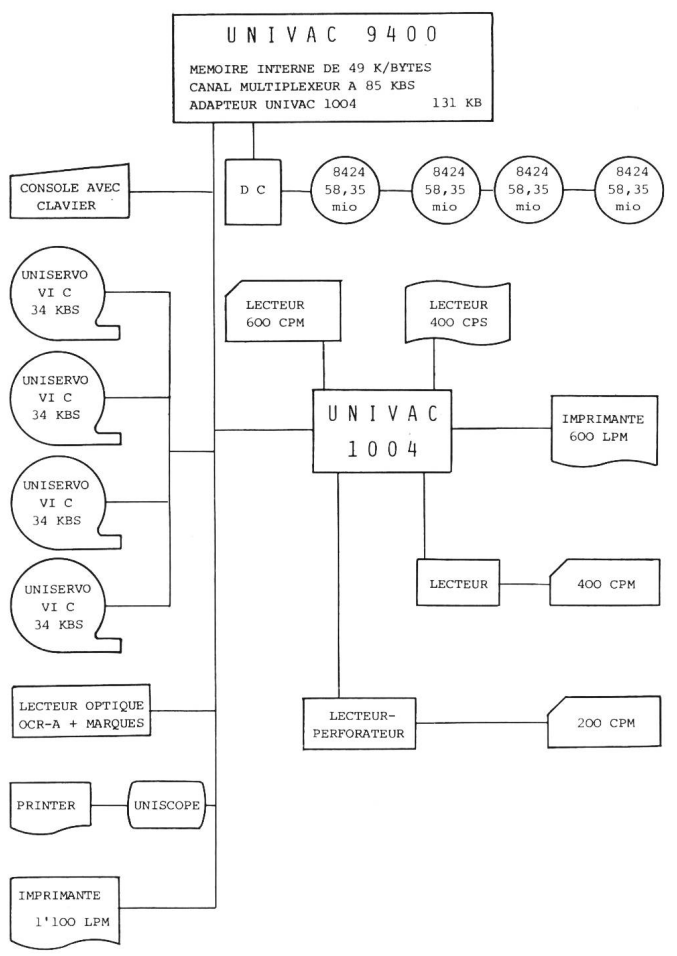 UNIVAC 9400
MEMOIRE INTERNE DE 49 K/BYTES
CANAL MULTIPLEXEUR A 85 KBS
ADAPTEUR UNIVAC 1004 131 KB
CONSOLE AVEC
CLAVIER
D C
8424
58,35
mio
8424
58,35
mio
8424
58,35
mio
8424
58,35
mio
UNISERVO
VI C
34 KBS
UNISERVO
VI C
34 KBS
UNISERVO
VI C
34 KBS
UNISERVO
VI C
34 KBS
LECTEUR
600 CPM
LECTEUR
400 CPS
UNIVAC
1004
IMPRIMANTE
600 LPM
LECTEUR
400 CPM
LECTEUR-
PERFORATEUR
200 CPM
LECTEUR OPTIQUE
OCR-A + MARQUES
PRINTER
UNISCOPE
IMPRIMANTE
1'100 LPM